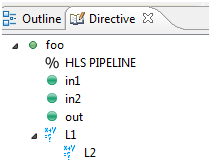 Outline Directive
foo
% HLS PIPELINE
in1
in2
out
L1
L2